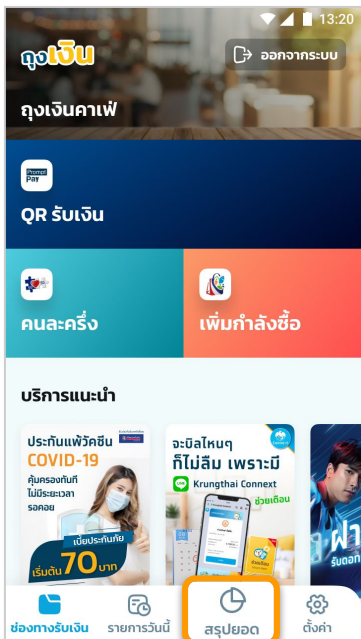 13:20
ถุงเงิน
ออกจากระบบ
ถุงเงินคาเฟ่
Prompt
Pay
QR รับเงิน
คนละครึ่ง
เพิ่มกำลังซื้อ
บริการแนะนำ
ประกันแพ้วัคซีน
COVID-19
คุ้มครองทันที
ไม่มีระยะเวลา
รอคอย
เบี้ยประกันภัย
เริ่มต้น 70 บาท
จะบิลไหนๆ
ก็ไม่ลืม เพราะมี
Krungthai Connext
ช่วยเตือน
ฝา
รับดอก
ช่องทางรับเงิน
รายการวันนี้
สรุปยอด
ตั้งค่า